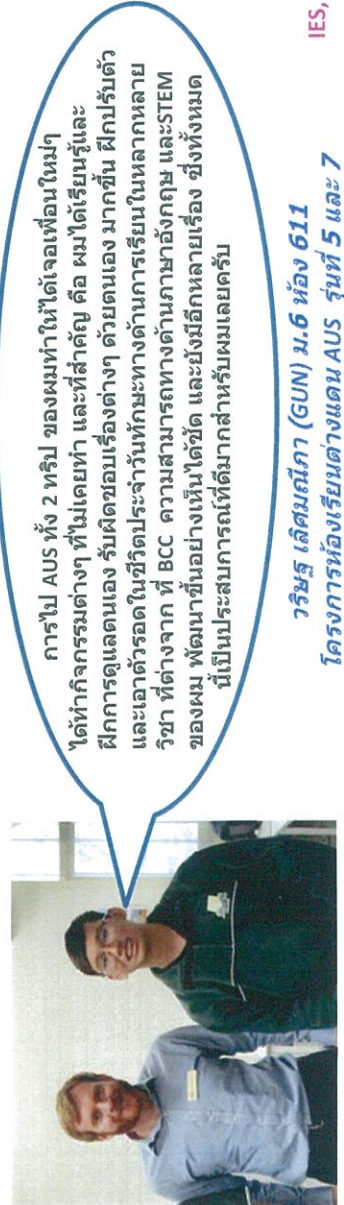 การไป AUS ทั้ง 2 ทริป ของผมทำให้ได้เจอเพื่อนใหม่ๆ
ได้ทำกิจกรรมต่างๆ ที่ไม่เคยทำ และที่สำคัญ คือ ผมได้เรียนรู้และ
ฝึกการดูแลตนเอง รับผิดชอบเรื่องต่างๆ ด้วยตนเอง มากขึ้น ฝึกปรับตัว
และเอาตัวรอดในชีวิตประจำวันทักษะทางด้านการเรียนในหลากหลาย
วิชา ที่ต่างจาก ที่ BCC ความสามารถทางด้านภาษาอังกฤษ และSTEM
ของผม พัฒนาขึ้นอย่างเห็นได้ชัด และยังมีอีกหลายเรื่อง ซึ่งทั้งหมด
นี้เป็นประสบการณ์ที่ดีมากสำหรับผมเลยครับ
วริษฐ เลิศมณีภา (GUN) ม.6 ห้อง 611
โครงการห้องเรียนต่างแดน AUS รุ่นที่ 5 และ 7
IES,